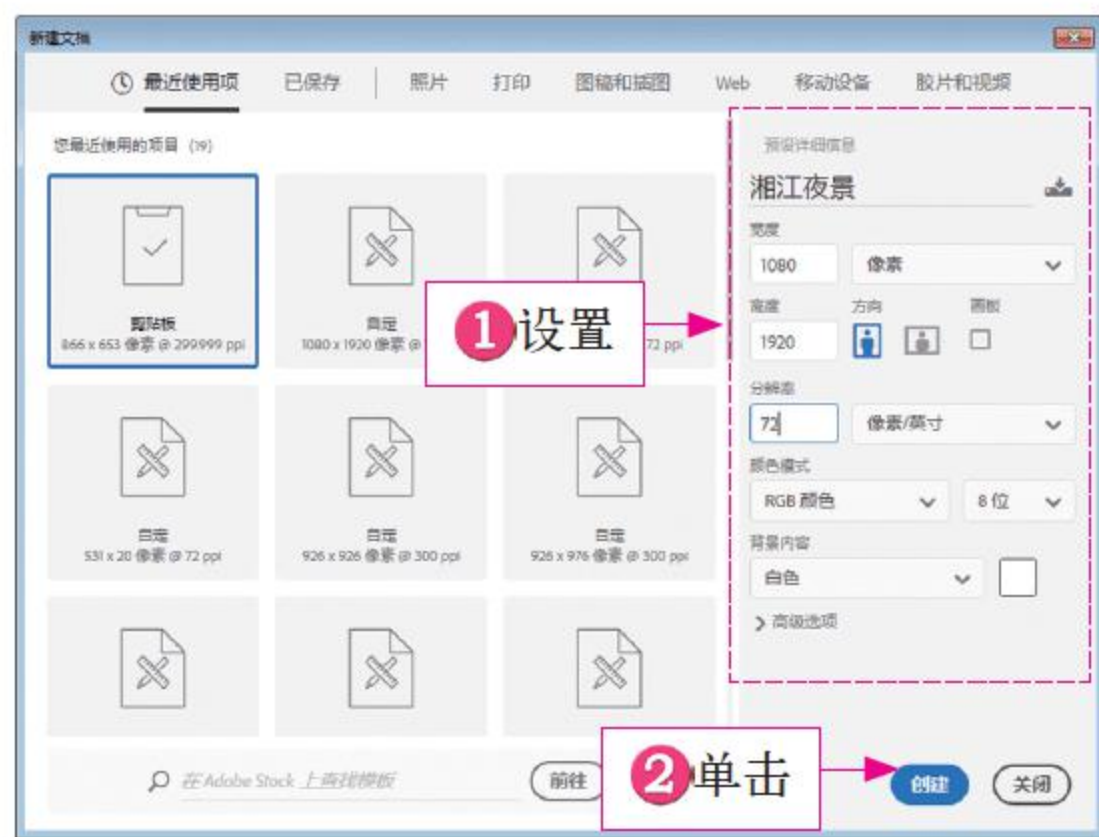 新建文档
最近使用项 已保存 照片 打印 图稿和插图 Web 移动设备 胶片和视频
您最近使用的项目 (19)
剪贴板
866 x 653 像素 @ 299.999 ppi
自定
1080 x 1920 像素 @
72 ppi
自定
531 x 20 像素 @ 72 ppi
自定
926 x 926 像素 @ 300 ppi
自定
926 x 976 像素 @ 300 ppi
在 Adobe Stock 上查找模板
前往
预设详细信息
湘江夜景
宽度
1080 像素
高度 方向 画板
1920
分辨率
72 像素/英寸
颜色模式
RGB 颜色 8 位
背景内容
白色
高级选项
1设置
2单击
创建 关闭